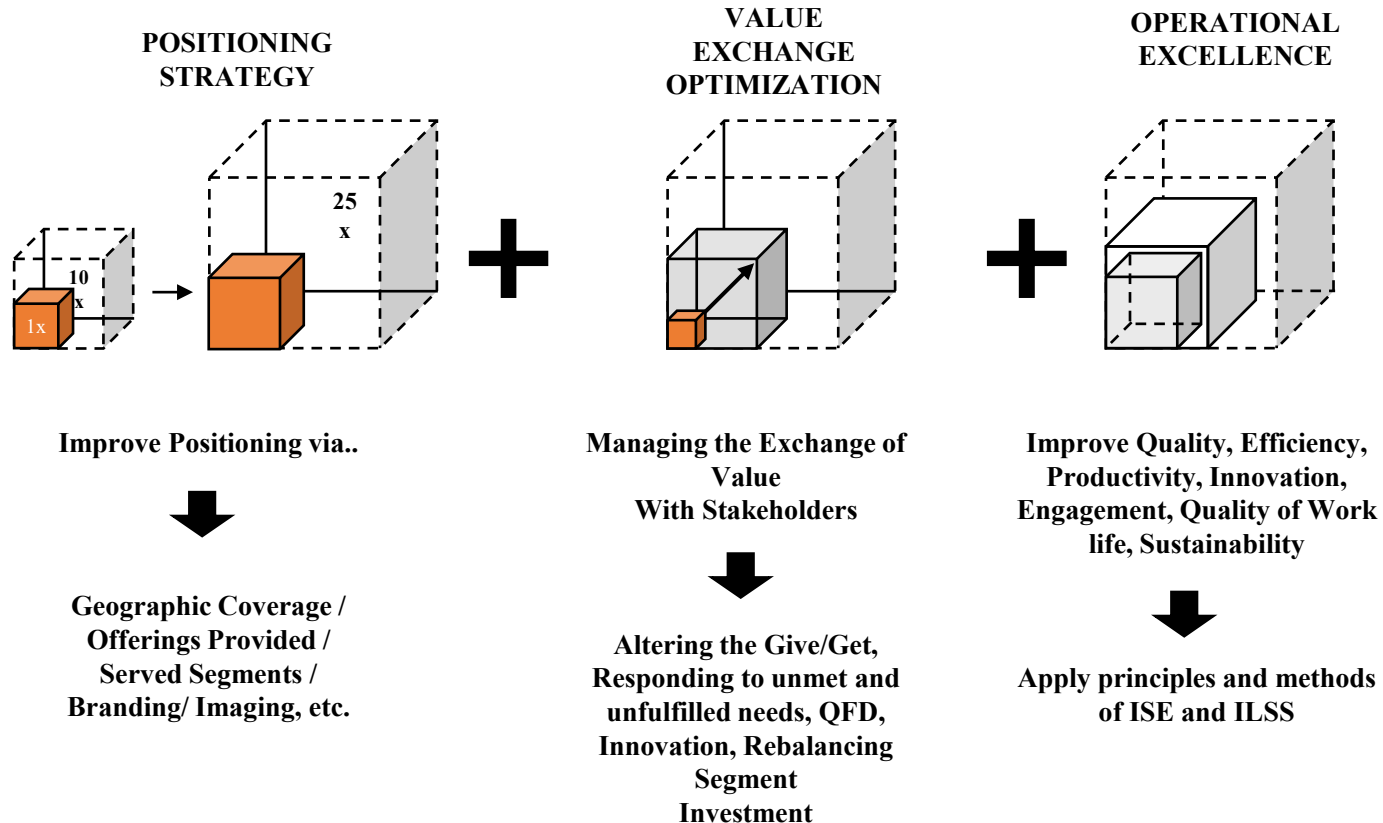 POSITIONING
STRATEGY
10
x
1x
25
x
Improve Positioning via..
Geographic Coverage /
Offerings Provided /
Served Segments /
Branding/ Imaging, etc.
VALUE
EXCHANGE
OPTIMIZATION
Managing the Exchange of
Value
With Stakeholders
Altering the Give/Get,
Responding to unmet and
unfulfilled needs, QFD,
Innovation, Rebalancing
Segment
Investment
OPERATIONAL
EXCELLENCE
Improve Quality, Efficiency,
Productivity, Innovation,
Engagement, Quality of Work
life, Sustainability
Apply principles and methods
of ISE and ILSS